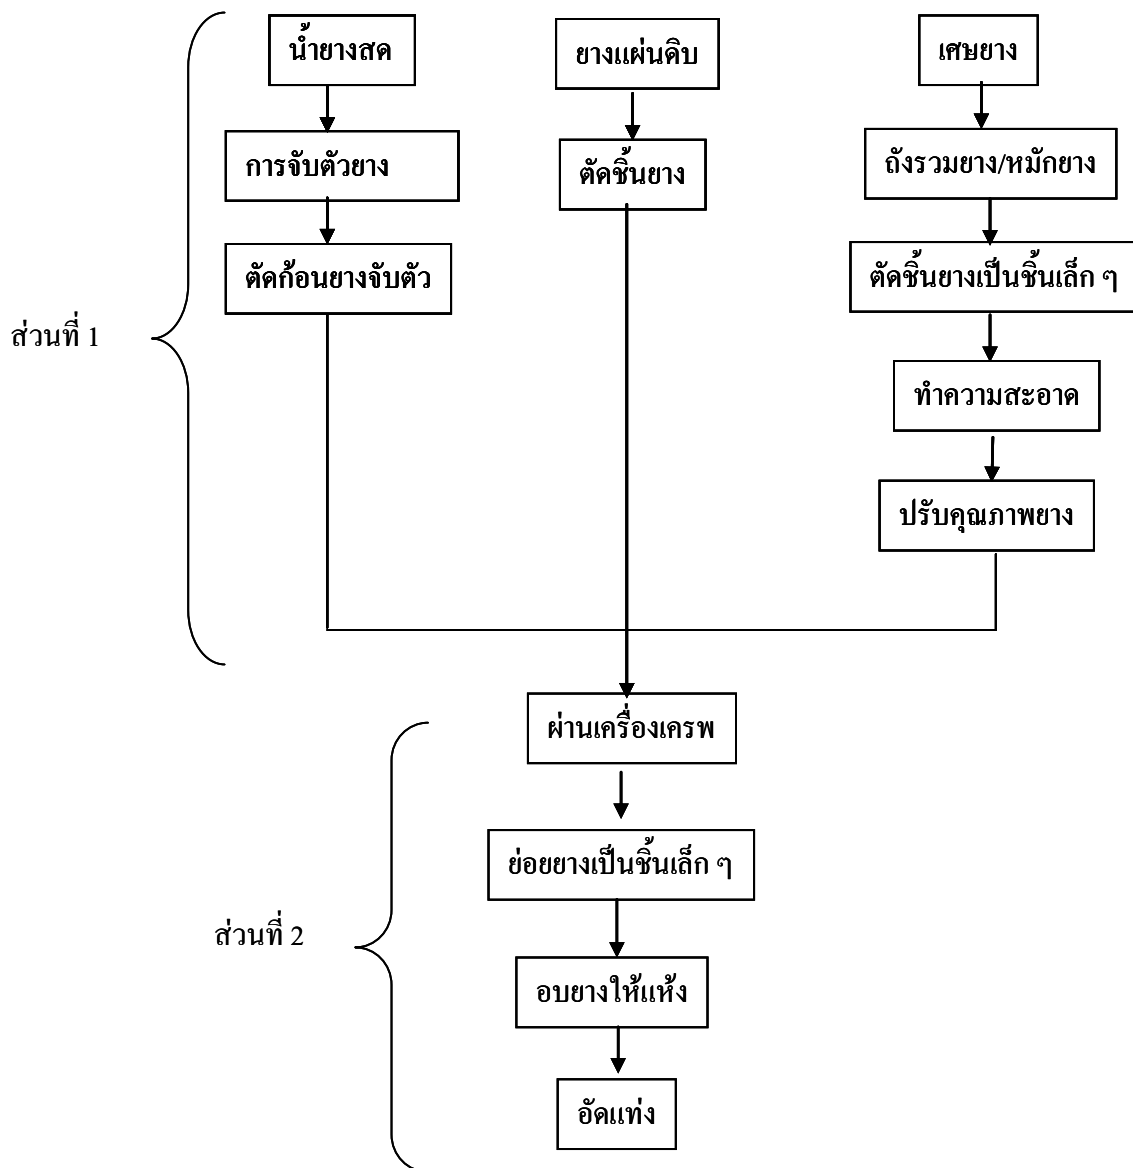 น้ำยางสด
ยางแผ่นดิบ
เศษยาง
การจับตัวยาง
ตัดชิ้นยาง
ถังรวมยาง/หมักยาง
ตัดก้อนยางจับตัว
ตัดชิ้นยางเป็นชิ้นเล็ก ๆ
ส่วนที่ 1
ทำความสะอาด
ปรับคุณภาพยาง
ผ่านเครื่องเครพ
ย่อยยางเป็นชิ้นเล็ก ๆ
ส่วนที่ 2
อบยางให้แห้ง
อัดแท่ง